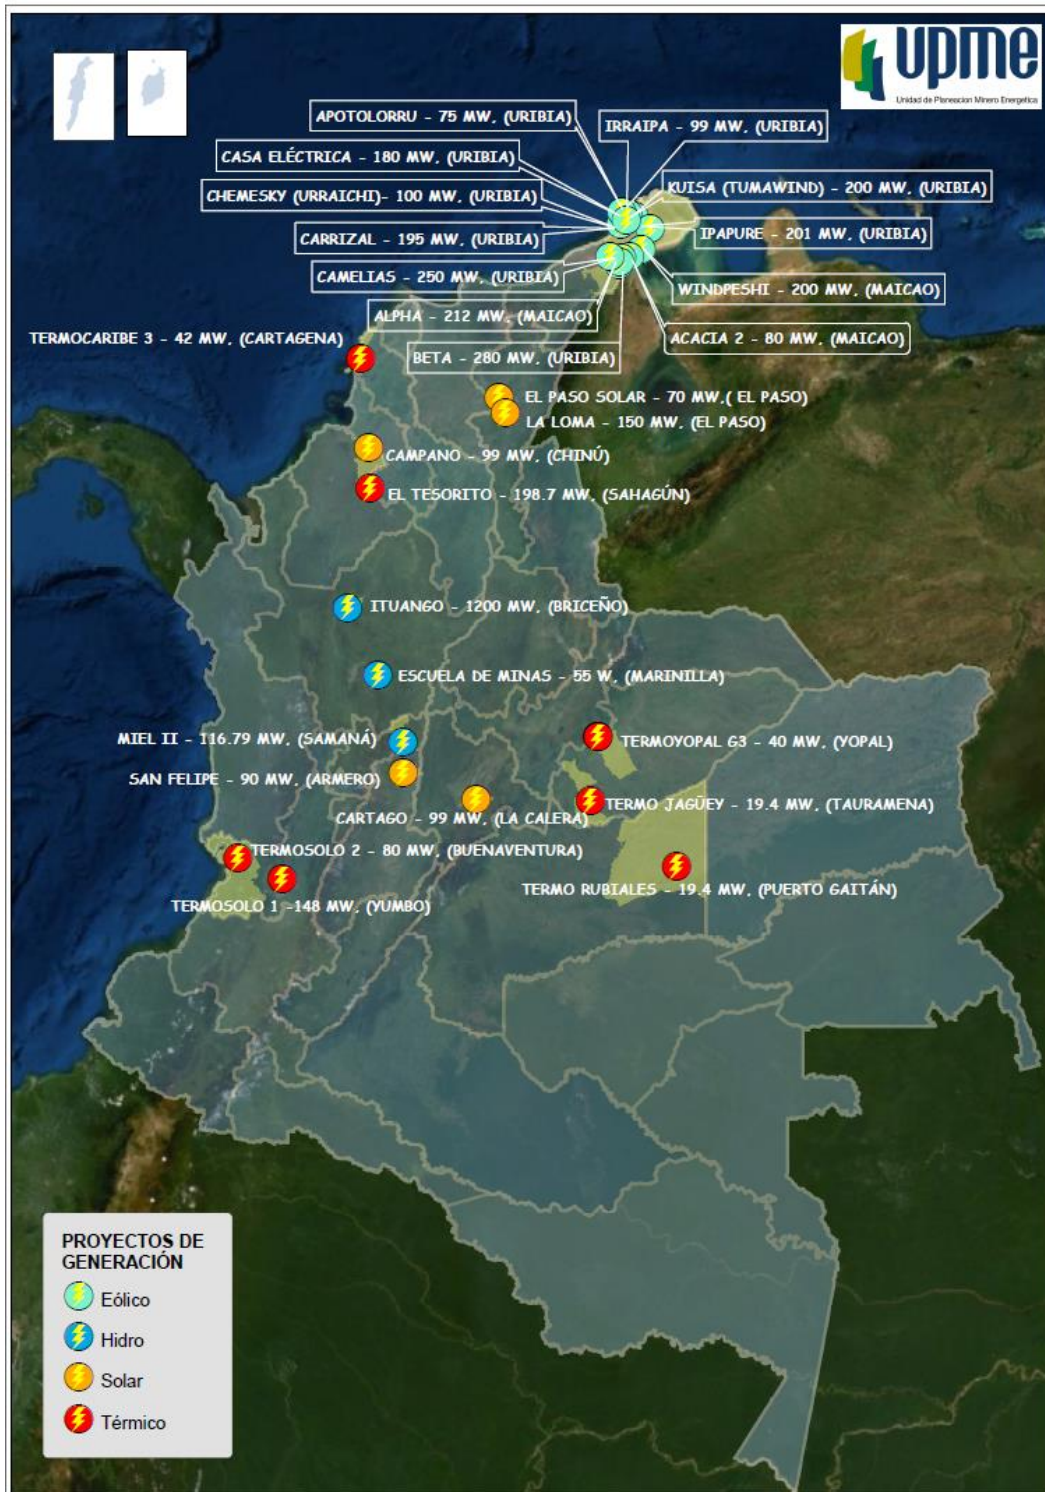 upme
Unidad de Planeacion Minero Energetica
APOTOLORRU - 75 MW, (URIBIA)
IRRAIPA - 99 MW, (URIBIA)
CASA ELÉCTRICA - 180 MW, (URIBIA)
KUISA (TUMAWIND) - 200 MW, (URIBIA)
CHEMESKY (URRAICHI)- 100 MW, (URIBIA)
IPAPURE - 201 MW, (URIBIA)
CARRIZAL - 195 MW, (URIBIA)
CAMELIAS - 250 MW, (URIBIA)
WINDPESHI - 200 MW, (MAICAO)
ALPHA - 212 MW, (MAICAO)
ACACIA 2 - 80 MW, (MAICAO)
TERMOCARIBE 3 - 42 MW, (CARTAGENA)
BETA - 280 MW, (URIBIA)
EL PASO SOLAR - 70 MW,( EL PASO)
LA LOMA - 150 MW, (EL PASO)
CAMPANO - 99 MW, (CHINÚ)
EL TESORITO - 198.7 MW, (SAHAGÚN)
ITUANGO - 1200 MW, (BRICEÑO)
ESCUELA DE MINAS - 55 W, (MARINILLA)
MIEL II - 116.79 MW, (SAMANÁ)
TERMOYOPAL G3 - 40 MW, (YOPAL)
SAN FELIPE - 90 MW, (ARMERO)
TERMO JAGÜEY - 19.4 MW, (TAURAMENA)
CARTAGO - 99 MW, (LA CALERA)
TERMOSOLO 2 - 80 MW, (BUENAVENTURA)
TERMO RUBIALES - 19.4 MW, (PUERTO GAITÁN)
TERMOSOLO 1 -148 MW, (YUMBO)
PROYECTOS DE
GENERACIÓN
Eólico
Hidro
Solar
Térmico